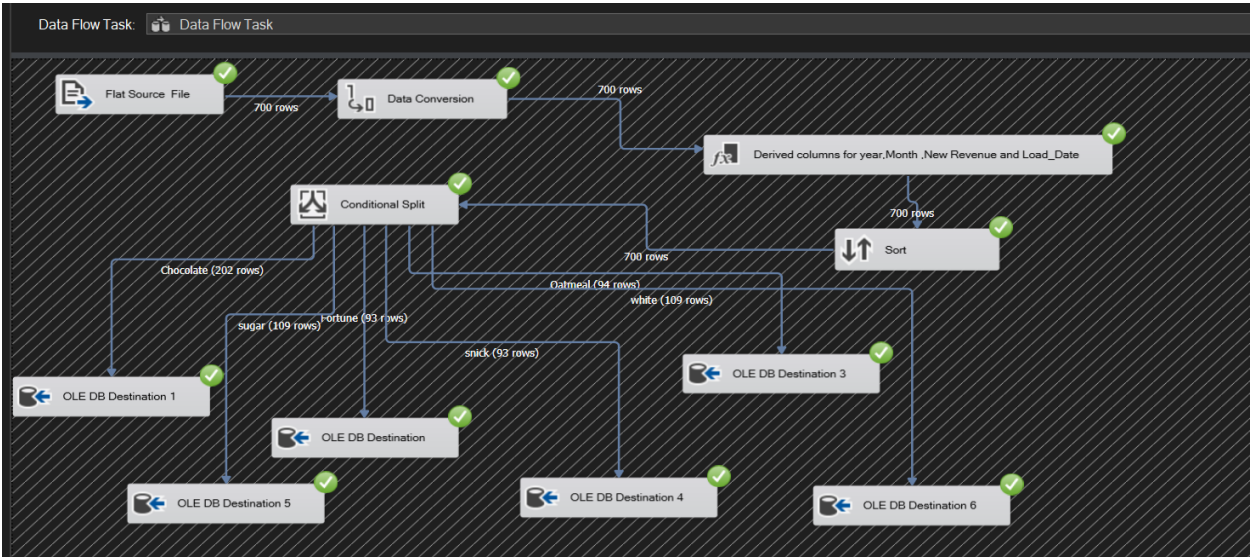 Data Flow Task: Data Flow Task
Flat Source File
700 rows
Data Conversion
700 rows
Derived columns for year,Month ,New Revenue and Load_Date
700 rows
Sort
700 rows
Conditional Split
Chocolate (202 rows)
sugar (109 rows)
Fortune (93 rows)
snick (93 rows)
Oatmeal (94 rows)
white (109 rows)
OLE DB Destination 1
OLE DB Destination
OLE DB Destination 3
OLE DB Destination 5
OLE DB Destination 4
OLE DB Destination 6